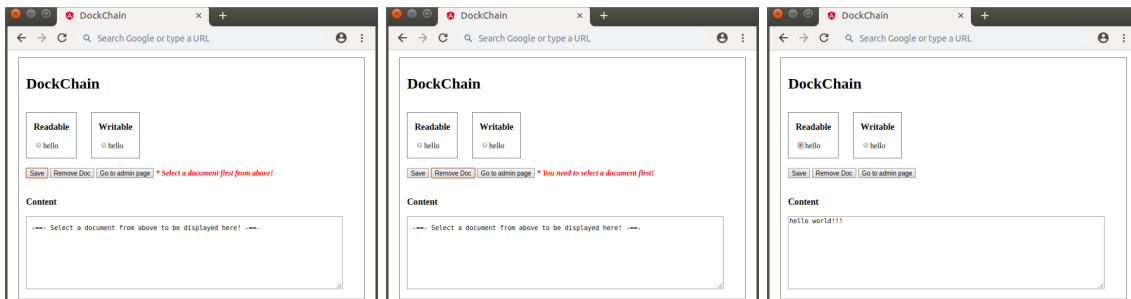 DockChain × +
Search Google or type a URL
DockChain
Readable Writable
hello hello
Save Remove Doc Go to admin page * Select a document first from above!
Content
-==- Select a document from above to be displayed here! -==-
DockChain × +
Search Google or type a URL
DockChain
Readable Writable
hello hello
Save Remove Doc Go to admin page * You need to select a document first!
Content
-==- Select a document from above to be displayed here! -==-
DockChain × +
Search Google or type a URL
DockChain
Readable Writable
hello hello
Save Remove Doc Go to admin page
Content
hello world!!!